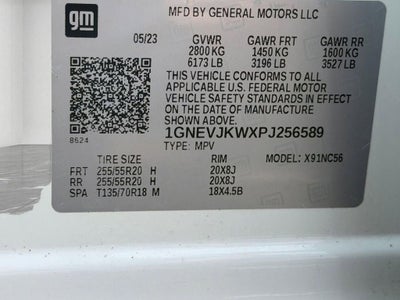 gm
MFD BY GENERAL MOTORS LLC
05/23 GVWR GAWR FRT GAWR RR
2800 KG 1450 KG 1600 KG
6173 LB 3196 LB 3527 LB
THIS VEHICLE CONFORMS TO ALL
APPLICABLE U.S. FEDERAL MOTOR
VEHICLE SAFETY STANDARDS IN EFFECT
ON THE DATE OF MANUFACTURE
SHOWN ABOVE.
8624
1GNEVJKWXPJ256589
TYPE: MPV
TIRE SIZE RIM MODEL: X91NC56
FRT 255/55R20 H 20X8J
RR 255/55R20 H 20X8J
SPA T135/70R18 M 18X4.5B